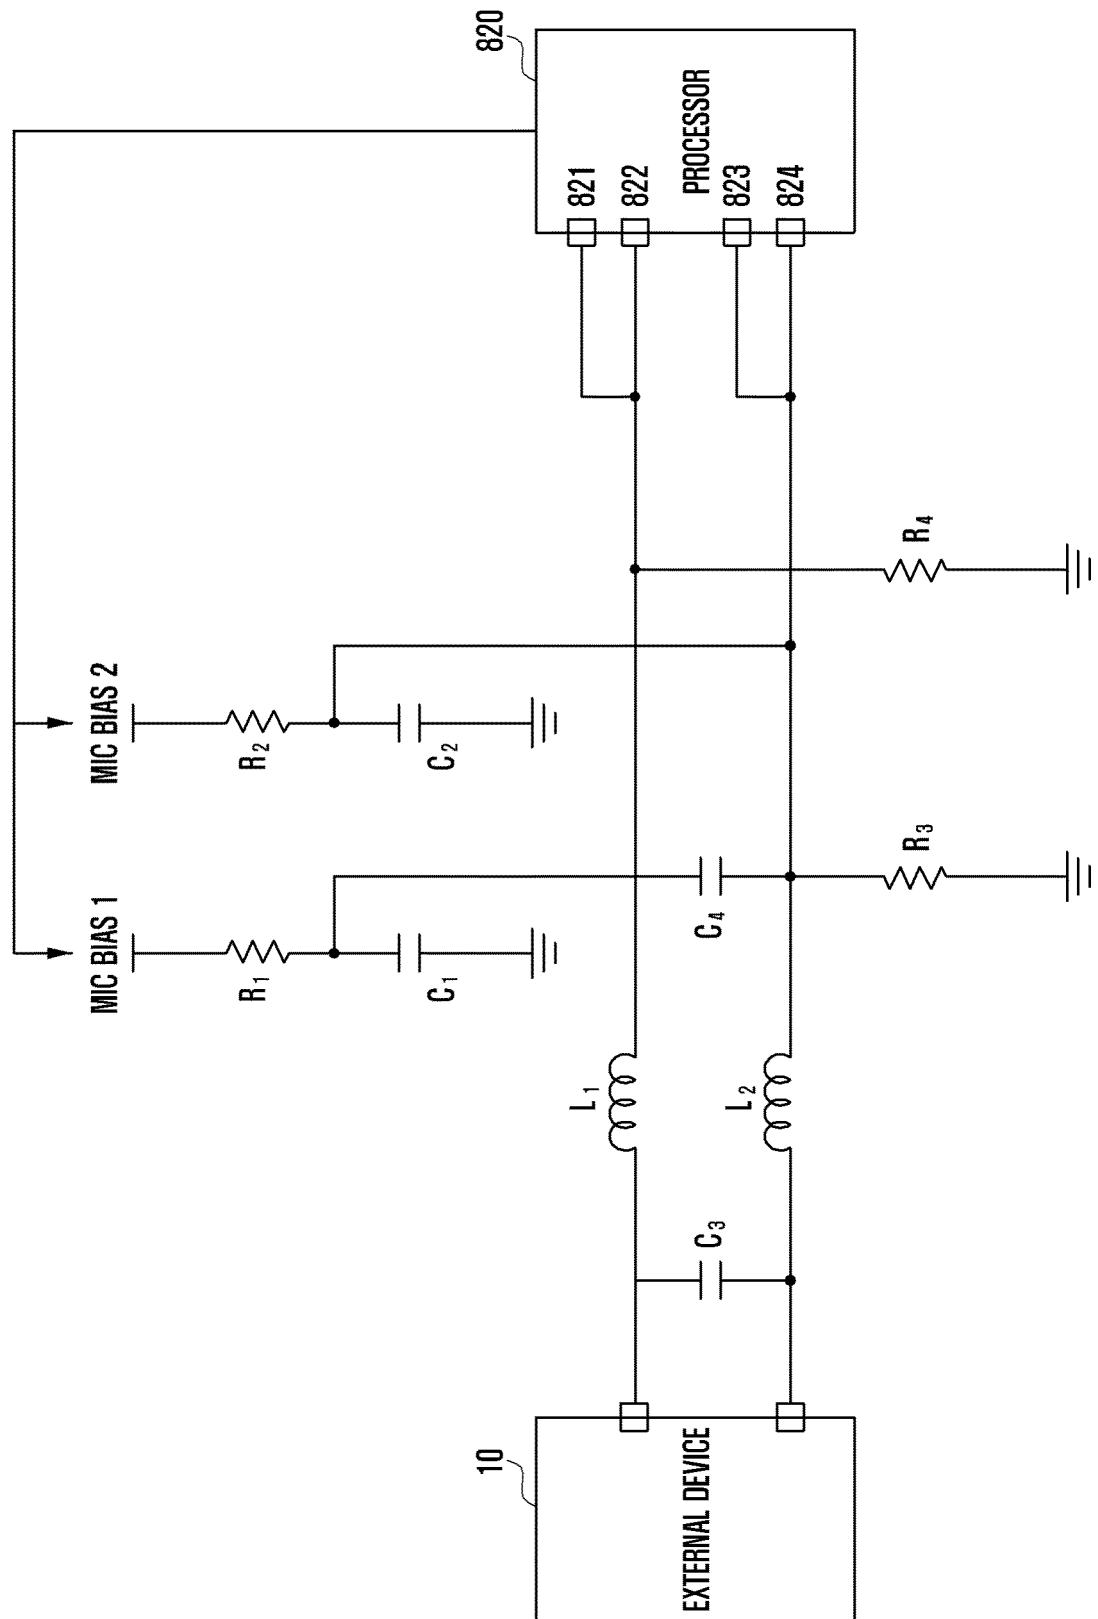 820
PROCESSOR
821
822
823
824
MIC BIAS 2
R2
C2
R4
MIC BIAS 1
R1
C1
C4
R3
L1
L2
C3
10
EXTERNAL DEVICE